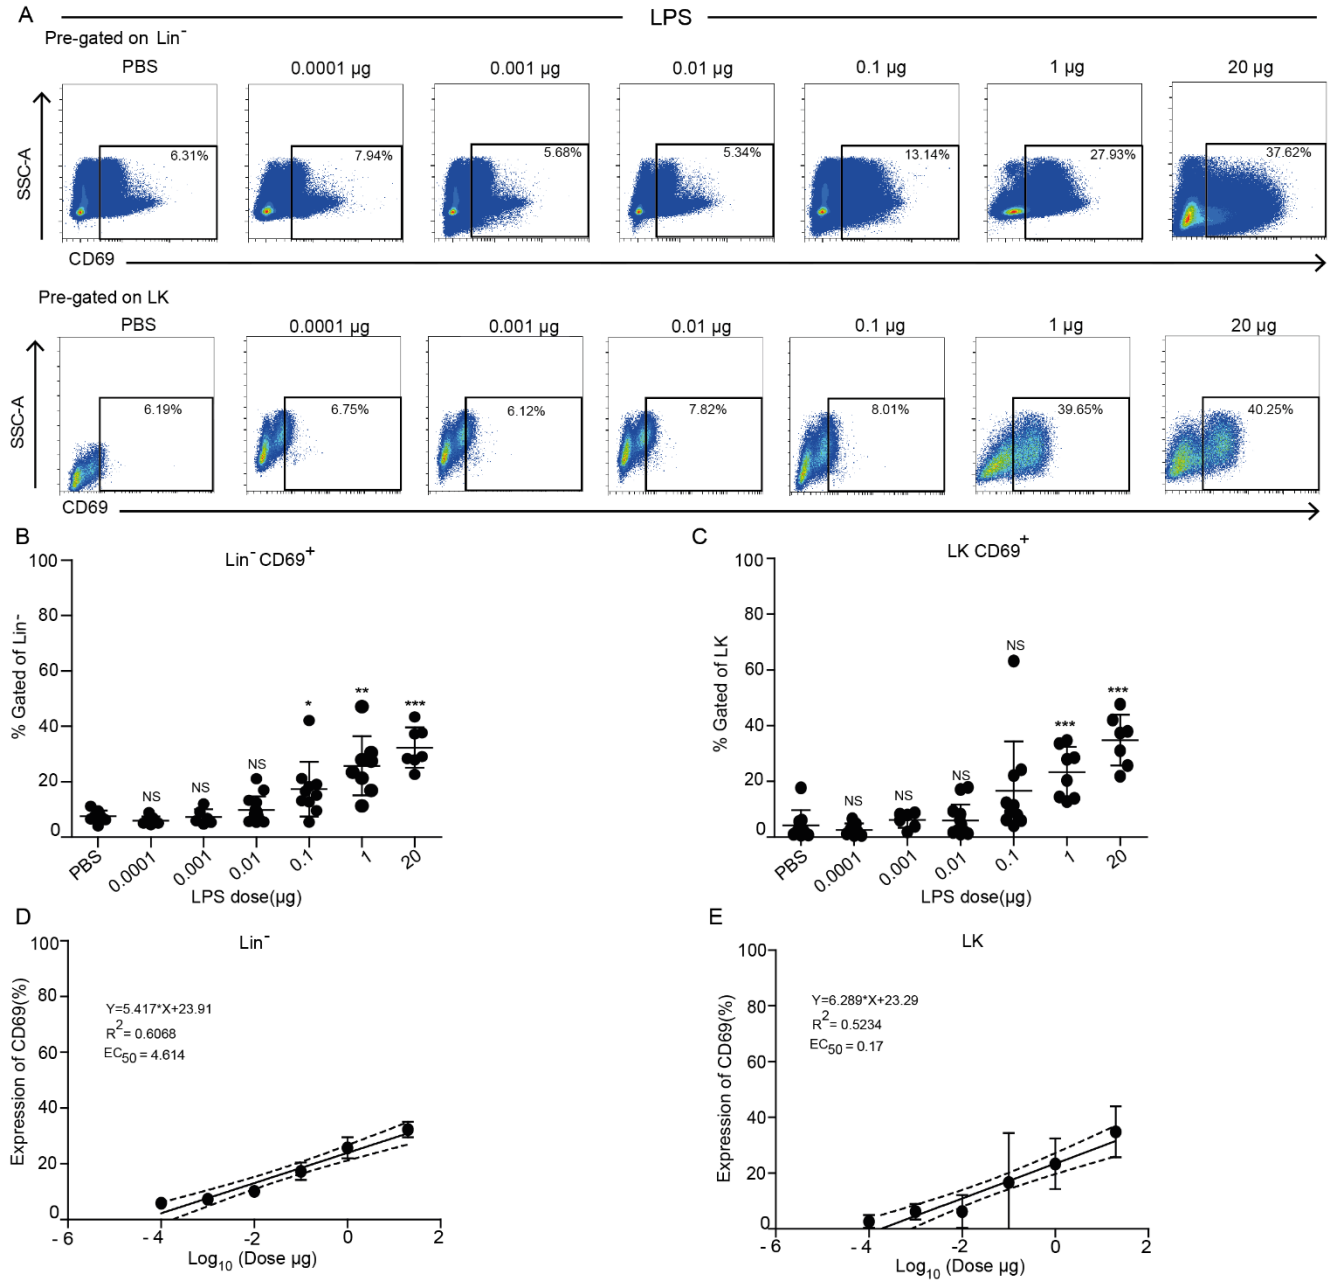 A
LPS
Pre-gated on Lin⁻
PBS 0.0001 µg 0.001 µg 0.01 µg 0.1 µg 1 µg 20 µg
6.31% 7.94% 5.68% 5.34% 13.14% 27.93% 37.62%
SSC-A
CD69
Pre-gated on LK
PBS 0.0001 µg 0.001 µg 0.01 µg 0.1 µg 1 µg 20 µg
6.19% 6.75% 6.12% 7.82% 8.01% 39.65% 40.25%
SSC-A
CD69
B
Lin⁻ CD69⁺
% Gated of Lin⁻
100
80
60
40
20
0
NS NS NS * ** ***
PBS 0.0001 0.001 0.01 0.1 1 20
LPS dose(µg)
C
LK CD69⁺
% Gated of LK
100
80
60
40
20
0
NS NS NS NS *** ***
PBS 0.0001 0.001 0.01 0.1 1 20
LPS dose(µg)
D
Lin⁻
Expression of CD69(%)
100
80
60
40
20
0
Y=5.417*X+23.91
R²= 0.6068
EC₅₀ = 4.614
-6 -4 -2 0 2
Log₁₀ (Dose µg)
E
LK
Expression of CD69(%)
100
80
60
40
20
0
Y=6.289*X+23.29
R²= 0.5234
EC₅₀ = 0.17
-6 -4 -2 0 2
Log₁₀ (Dose µg)